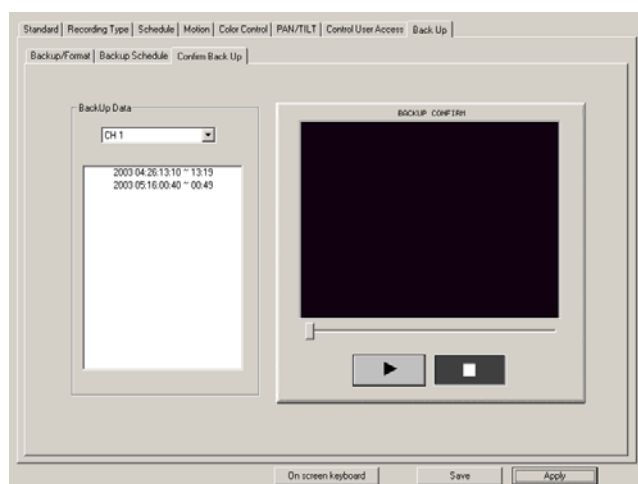 Standard Recording Type Schedule Motion Color Control PAN/TILT Control User Access Back Up
Backup/Format Backup Schedule Confirm Back Up
BackUp Data
CH 1
2003 04:26:13:10 ~ 13:19
2003 05:16:00:40 ~ 00:49
BACKUP CONFIRM
On screen keyboard Save Apply